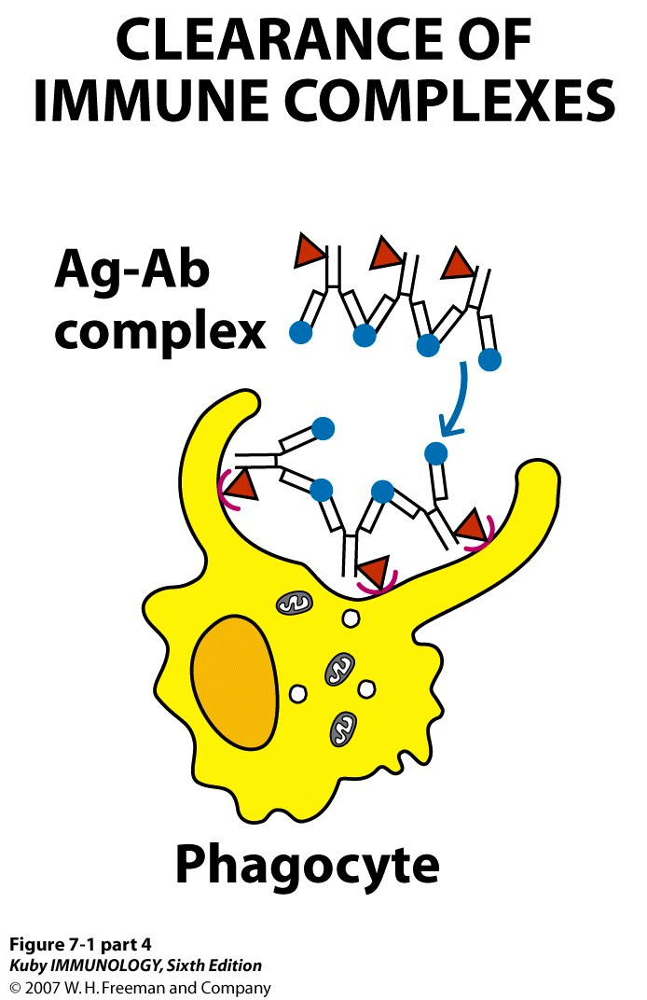 CLEARANCE OF
IMMUNE COMPLEXES
Ag-Ab
complex
Phagocyte
Figure 7-1 part 4
Kuby IMMUNOLOGY, Sixth Edition
© 2007 W. H. Freeman and Company